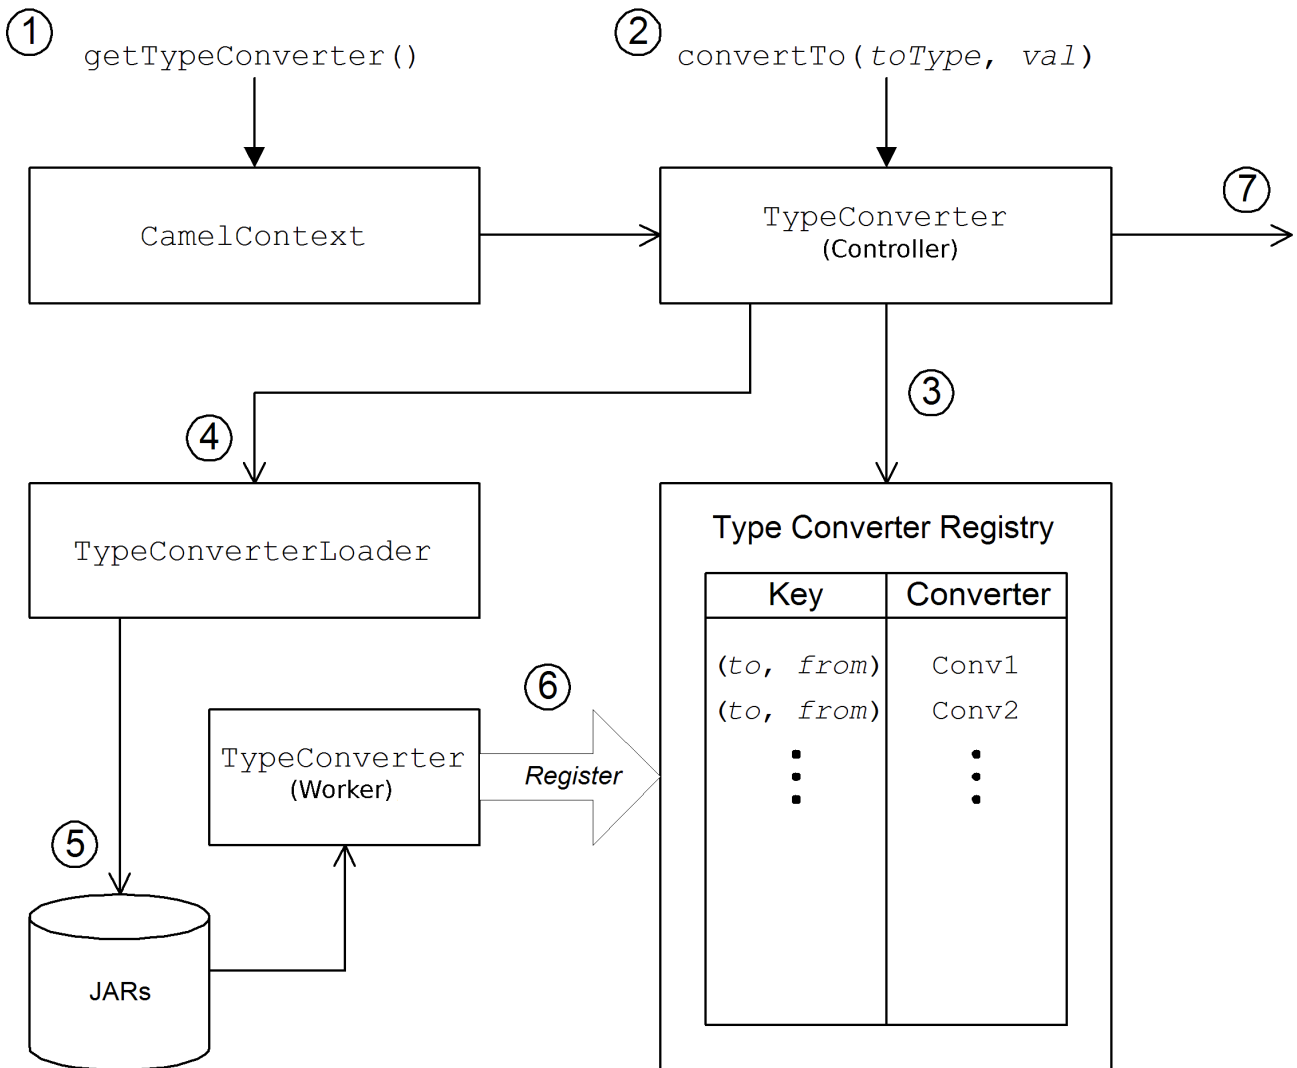 1
getTypeConverter()
2
convertTo(toType, val)
CamelContext
TypeConverter
(Controller)
7
3
4
TypeConverterLoader
Type Converter Registry
Key Converter
(to, from) Conv1
(to, from) Conv2
6
TypeConverter
(Worker)
Register
5
JARs